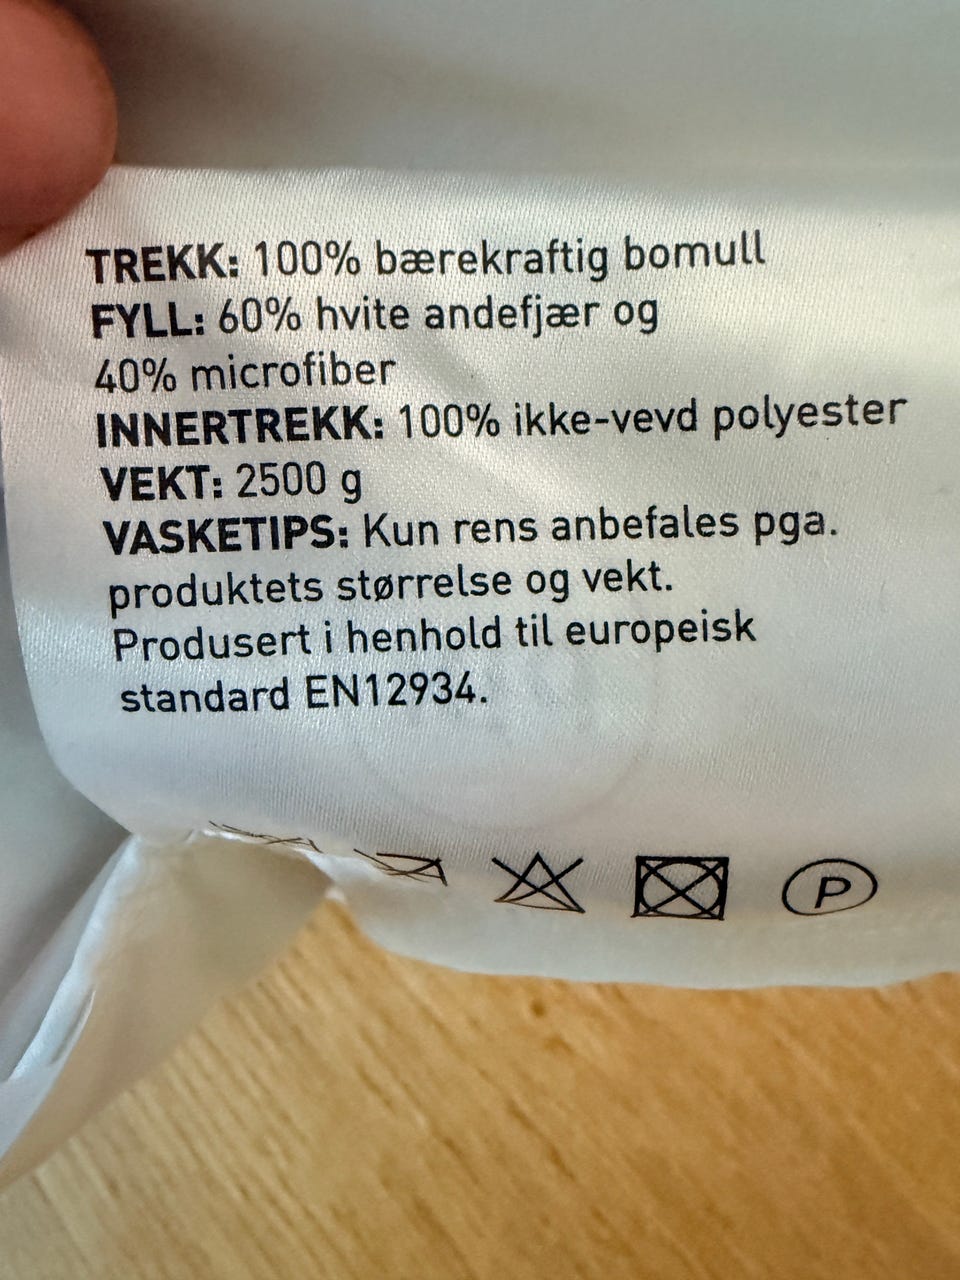 TREKK: 100% bærekraftig bomull
FYLL: 60% hvite andefjær og
40% microfiber
INNERTREKK: 100% ikke-vevd polyester
VEKT: 2500 g
VASKETIPS: Kun rens anbefales pga.
produktets størrelse og vekt.
Produsert i henhold til europeisk
standard EN12934.
P